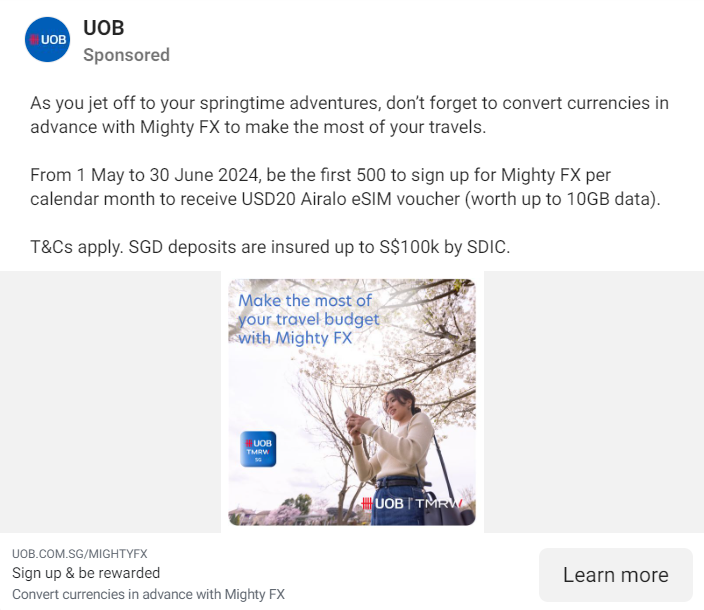 UOB
UOB
Sponsored
As you jet off to your springtime adventures, don’t forget to convert currencies in
advance with Mighty FX to make the most of your travels.
From 1 May to 30 June 2024, be the first 500 to sign up for Mighty FX per
calendar month to receive USD20 Airalo eSIM voucher (worth up to 10GB data).
T&Cs apply. SGD deposits are insured up to S$100k by SDIC.
Make the most of
your travel budget
with Mighty FX
UOB
TMRW
SG
UOB | TMRW
UOB.COM.SG/MIGHTYFX
Sign up & be rewarded
Convert currencies in advance with Mighty FX
Learn more